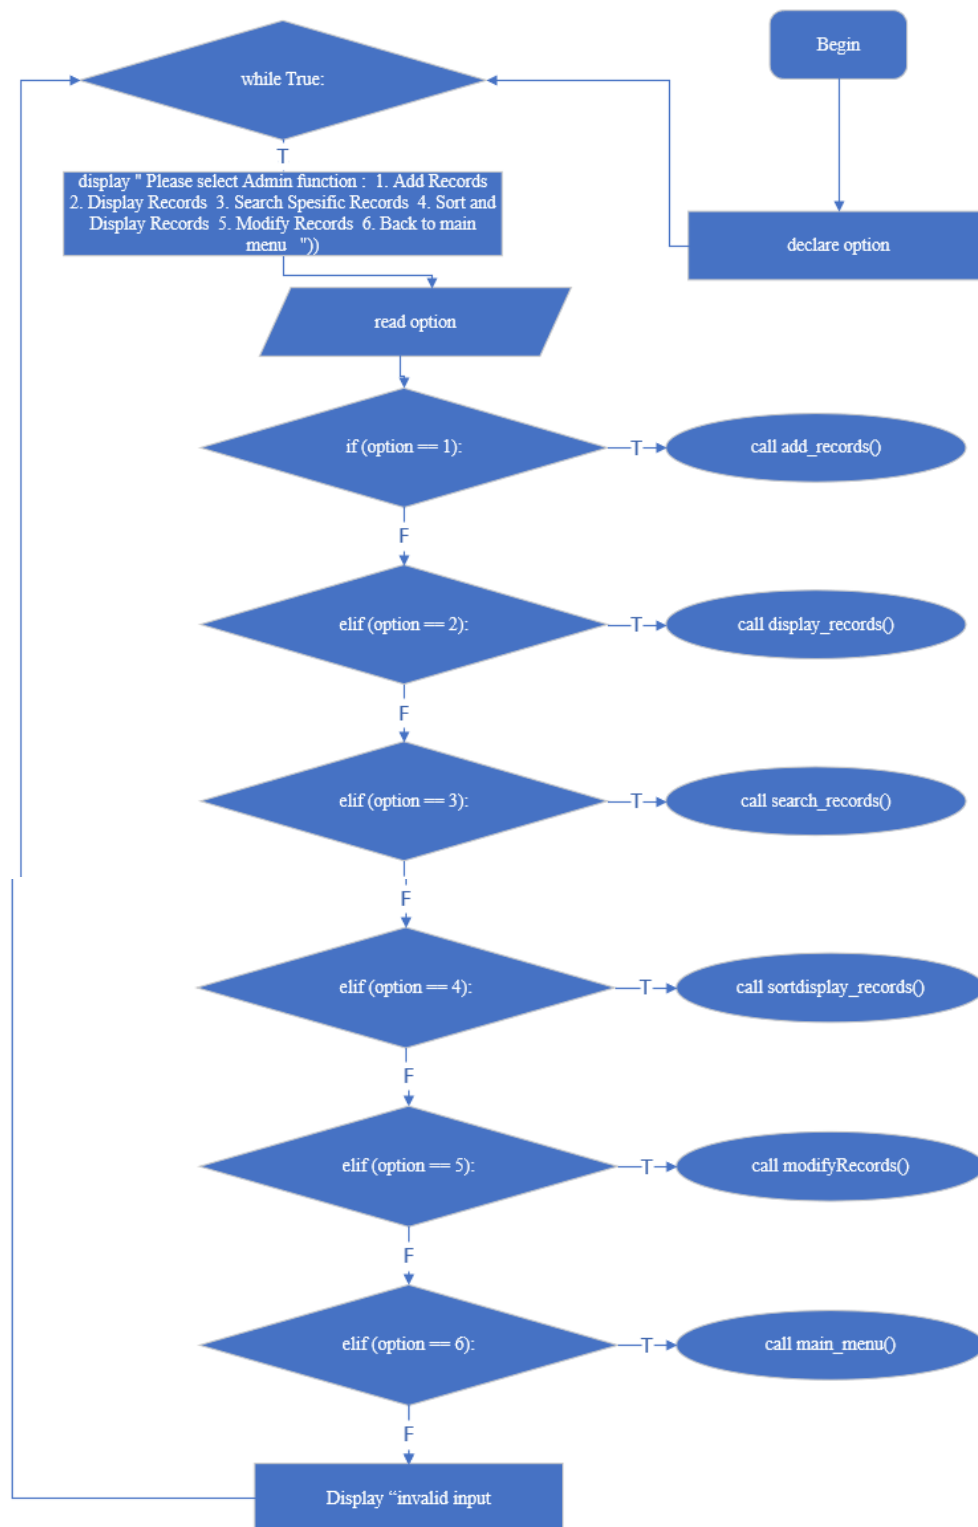 Begin
declare option
while True:
T
display " Please select Admin function :  1. Add Records
2. Display Records  3. Search Spesific Records  4. Sort and
Display Records  5. Modify Records  6. Back to main
menu   "))
read option
if (option == 1):
T
call add_records()
F
elif (option == 2):
T
call display_records()
F
elif (option == 3):
T
call search_records()
F
elif (option == 4):
T
call sortdisplay_records()
F
elif (option == 5):
T
call modifyRecords()
F
elif (option == 6):
T
call main_menu()
F
Display “invalid input